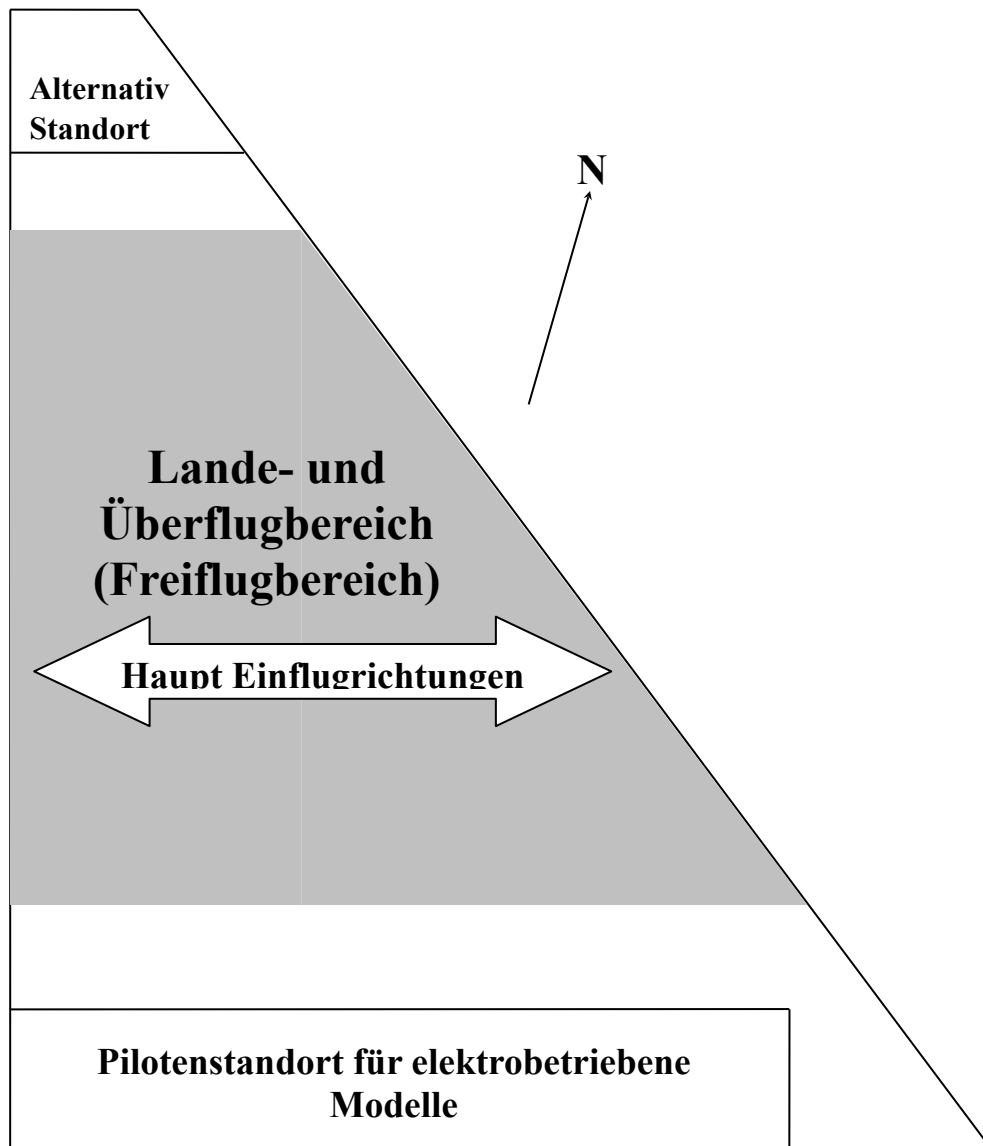 Alternativ
Standort
N
Lande- und
Überflugbereich
(Freiflugbereich)
Haupt Einflugrichtungen
Pilotenstandort für elektrobetriebene
Modelle